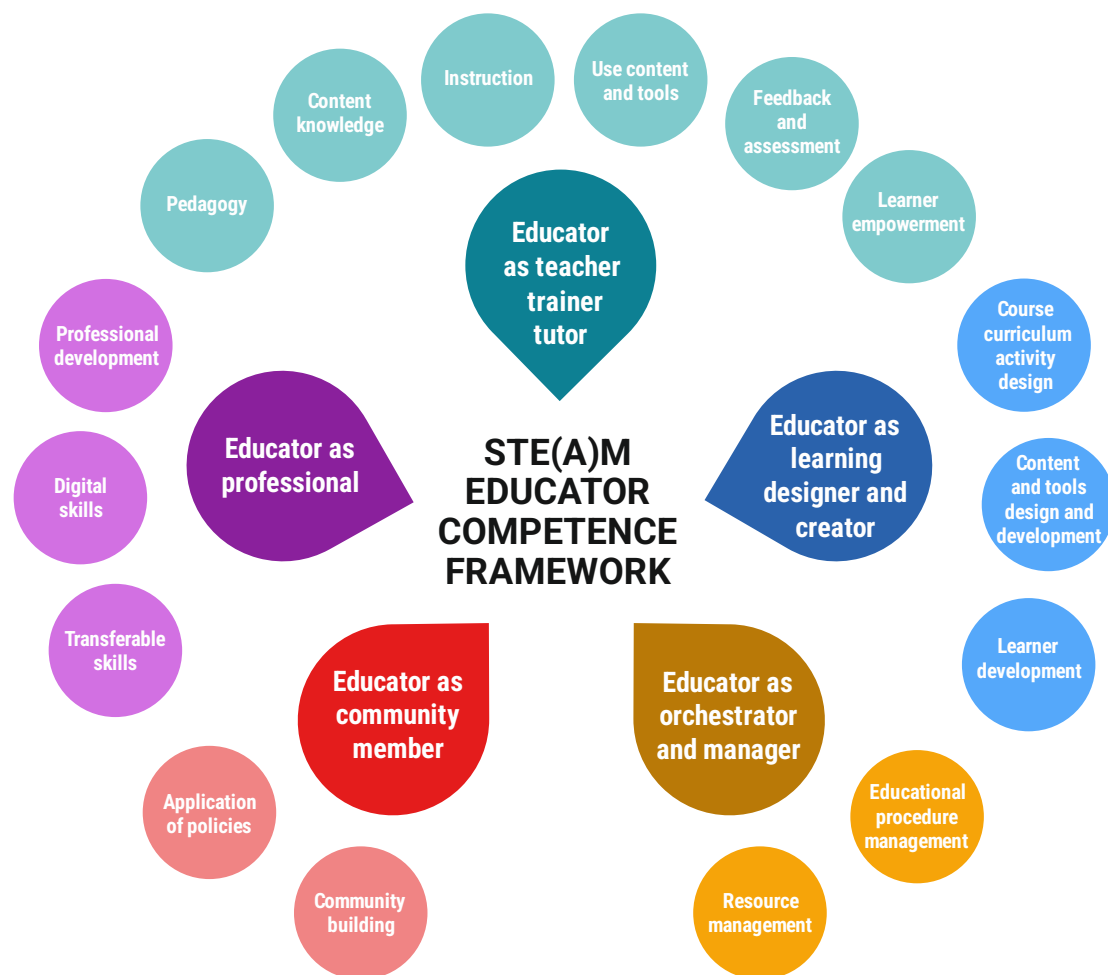 Instruction
Use content
and tools
Content
knowledge
Feedback
and
assessment
Pedagogy
Learner
empowerment
Educator
as teacher
trainer
tutor
Professional
development
Course
curriculum
activity
design
Educator as
professional
Educator as
learning
designer and
creator
STE(A)M
EDUCATOR
COMPETENCE
FRAMEWORK
Digital
skills
Content
and tools
design and
development
Transferable
skills
Learner
development
Educator as
community
member
Educator as
orchestrator
and manager
Application
of policies
Educational
procedure
management
Community
building
Resource
management